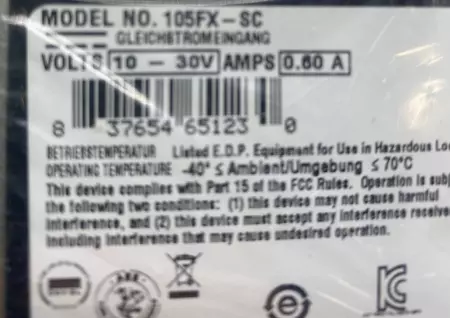 MODEL NO. 105FX-SC
GLEICHSTROMEINGANG
VOLTS 10 - 30V AMPS 0.60 A
8 37654 65123 0
BETRIEBSTEMPERATUR Listed E.D.P. Equipment for Use in Hazardous Lo
OPERATING TEMPERATURE -40° ≤ Ambient/Umgebung ≤ 70°C
This device complies with Part 15 of the FCC Rules. Operation is sub
the following two conditions: (1) this device may not cause harmful
interference, and (2) this device must accept any interference receive
including interference that may cause undesired operation.